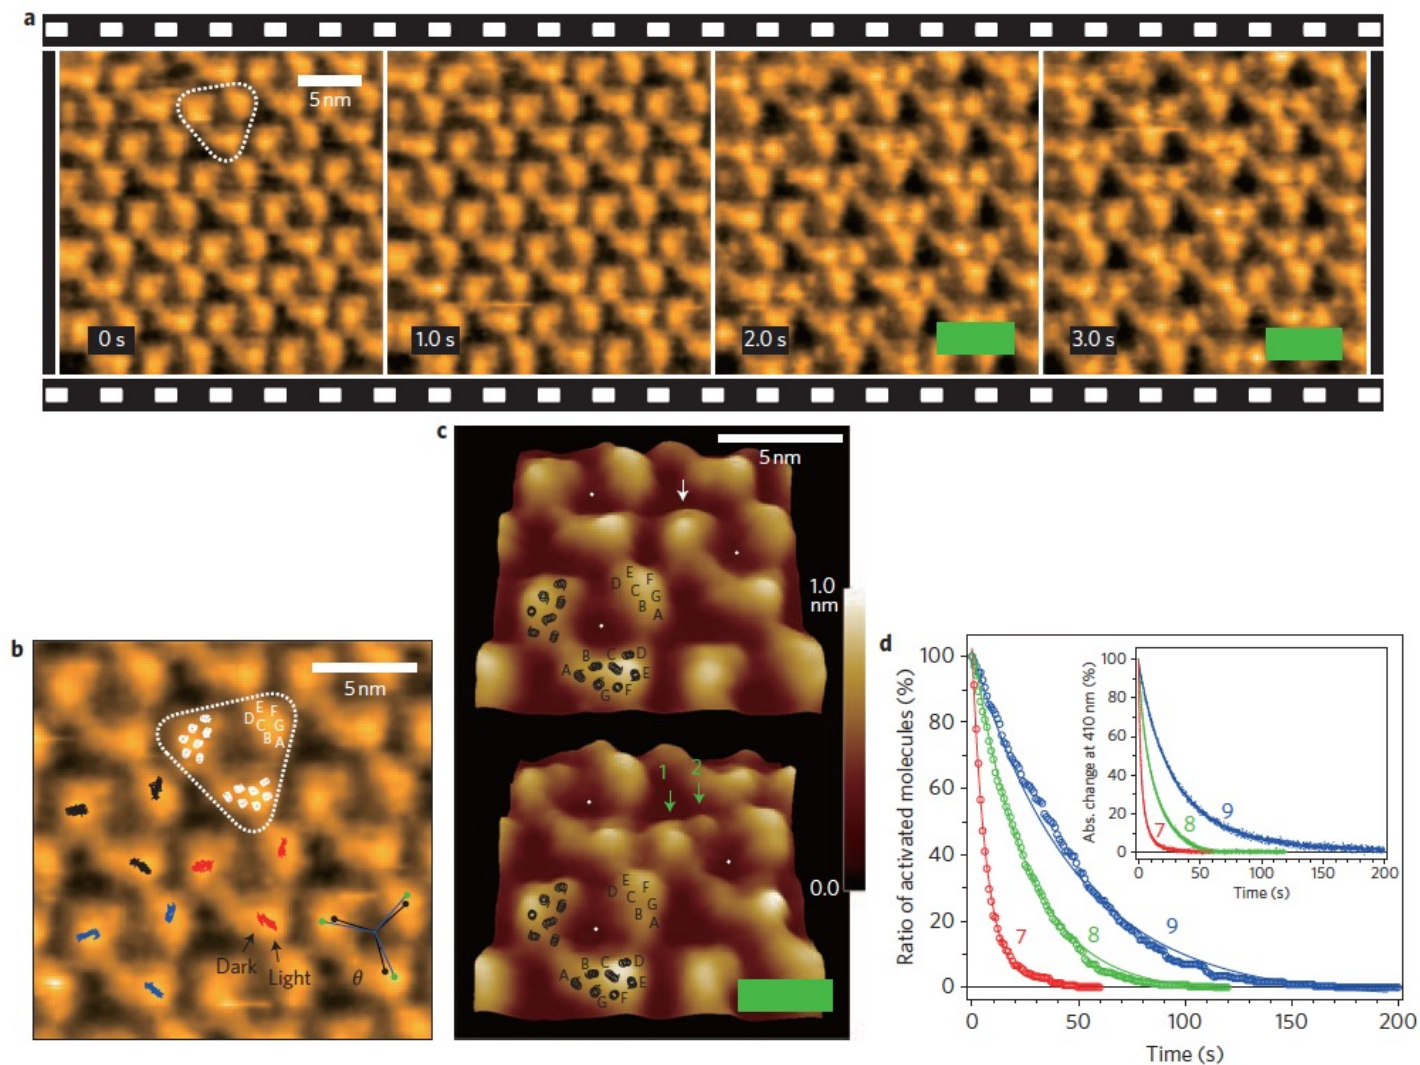 a
5 nm
0 s
1.0 s
2.0 s
3.0 s
c
5 nm
1.0
nm
0.0
E
D F
C G
B A
B C D
A E
G F
1 2
E
D F
C G
B A
B C D
A E
G F
b
5 nm
E F
D C G
B A
Dark
Light
θ
d
Ratio of activated molecules (%)
100
80
60
40
20
0
0 50 100 150 200
Time (s)
7
8
9
Abs. change at 410 nm (%)
100
80
60
40
20
0
0 50 100 150 200
Time (s)
7
8
9